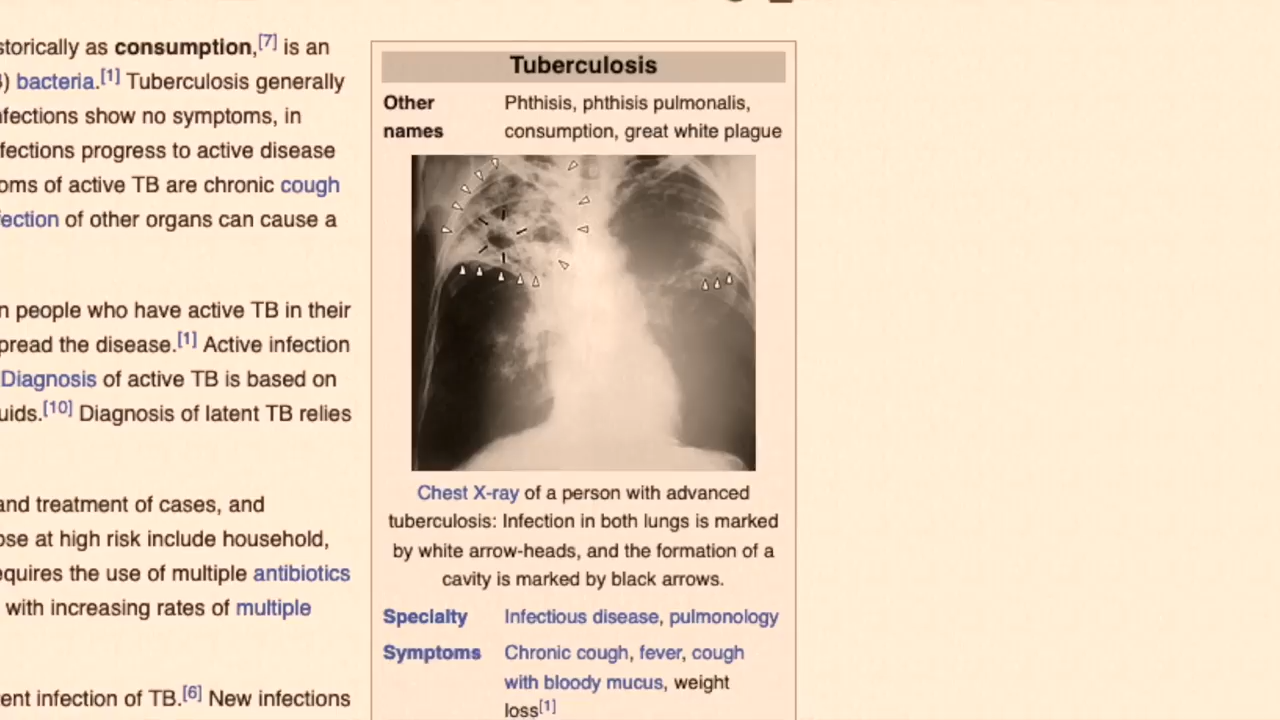 storically as consumption,[7] is an
) bacteria.[1] Tuberculosis generally
nfections show no symptoms, in
fections progress to active disease
oms of active TB are chronic cough
fection of other organs can cause a
n people who have active TB in their
pread the disease.[1] Active infection
Diagnosis of active TB is based on
uids.[10] Diagnosis of latent TB relies
and treatment of cases, and
ose at high risk include household,
equires the use of multiple antibiotics
with increasing rates of multiple
ent infection of TB.[6] New infections
Tuberculosis
Other names Phthisis, phthisis pulmonalis,
consumption, great white plague
Chest X-ray of a person with advanced
tuberculosis: Infection in both lungs is marked
by white arrow-heads, and the formation of a
cavity is marked by black arrows.
Specialty Infectious disease, pulmonology
Symptoms Chronic cough, fever, cough
with bloody mucus, weight
loss[1]